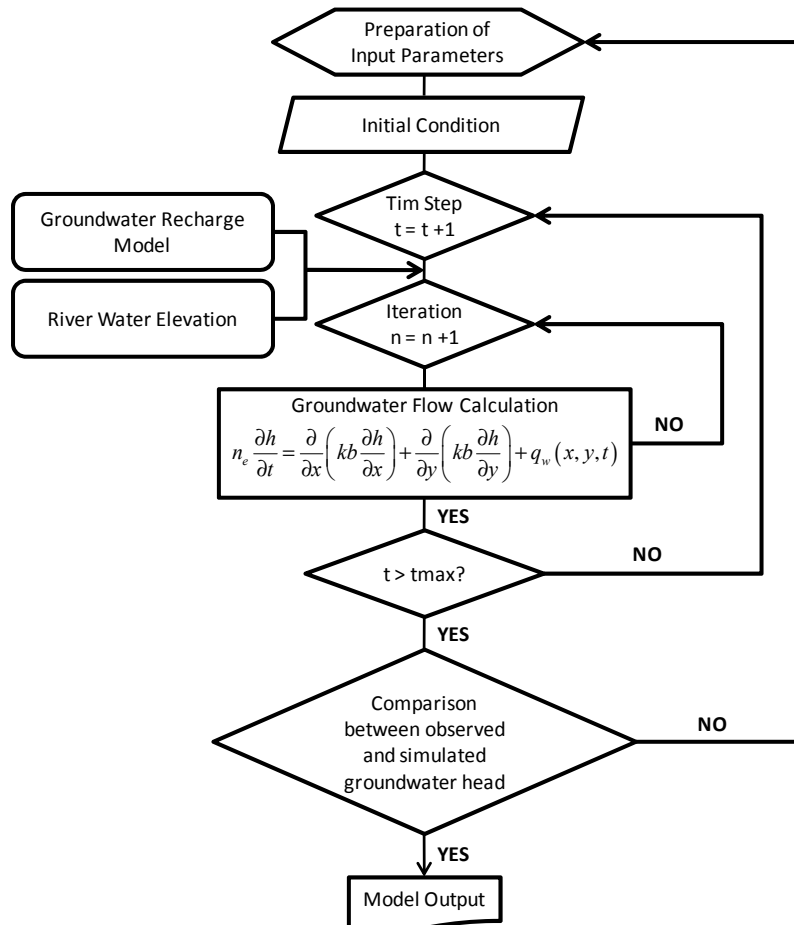 Preparation of
Input Parameters
Initial Condition
Tim Step
t = t +1
Groundwater Recharge
Model
River Water Elevation
Iteration
n = n +1
Groundwater Flow Calculation
n_e ∂h/∂t = ∂/∂x (kb ∂h/∂x) + ∂/∂y (kb ∂h/∂y) + q_w (x, y, t)
NO
YES
t > tmax?
NO
YES
Comparison
between observed
and simulated
groundwater head
NO
YES
Model Output